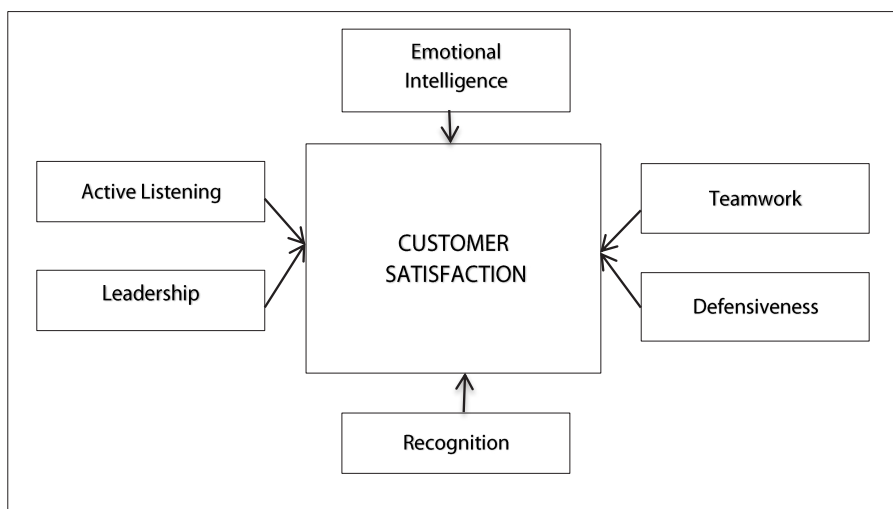 Emotional
Intelligence
Active Listening
Teamwork
CUSTOMER
SATISFACTION
Leadership
Defensiveness
Recognition